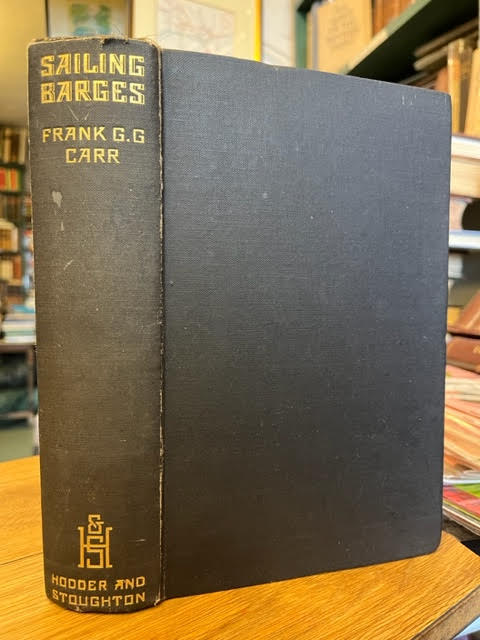 SAILING
BARGES
FRANK G.G
CARR
H&S
HODDER AND
STOUGHTON